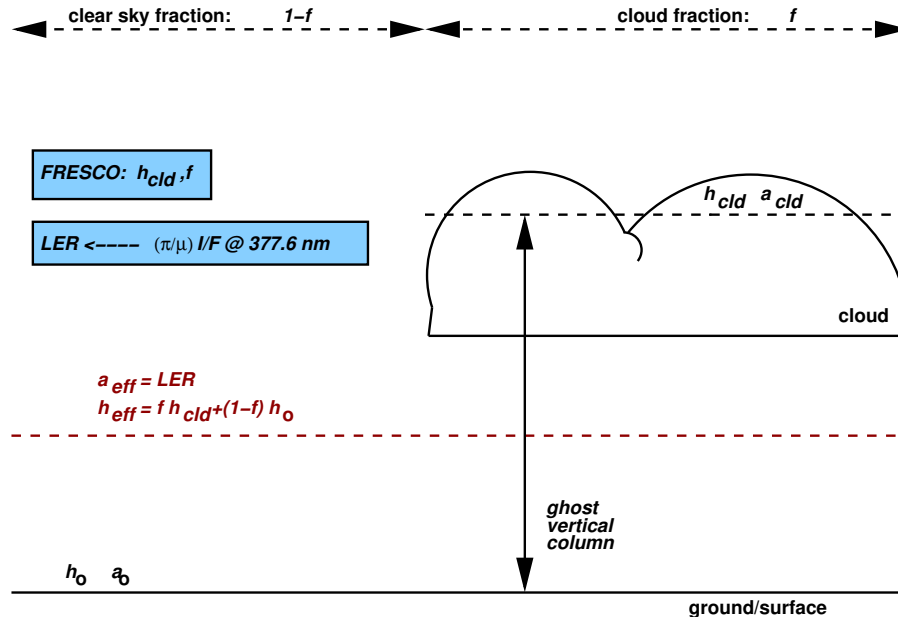 clear sky fraction: 1−f
cloud fraction: f
FRESCO: h_cld ,f
h_cld a_cld
LER <−−−− (π/μ) I/F @ 377.6 nm
cloud
a_eff = LER
h_eff = f h_cld+(1−f) h_o
ghost
vertical
column
h_o a_o
ground/surface